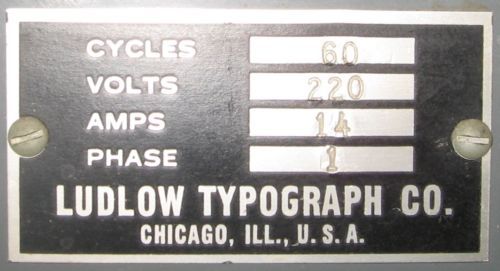 CYCLES 60
VOLTS 220
AMPS 14
PHASE 1
LUDLOW TYPOGRAPH CO.
CHICAGO, ILL., U. S. A.